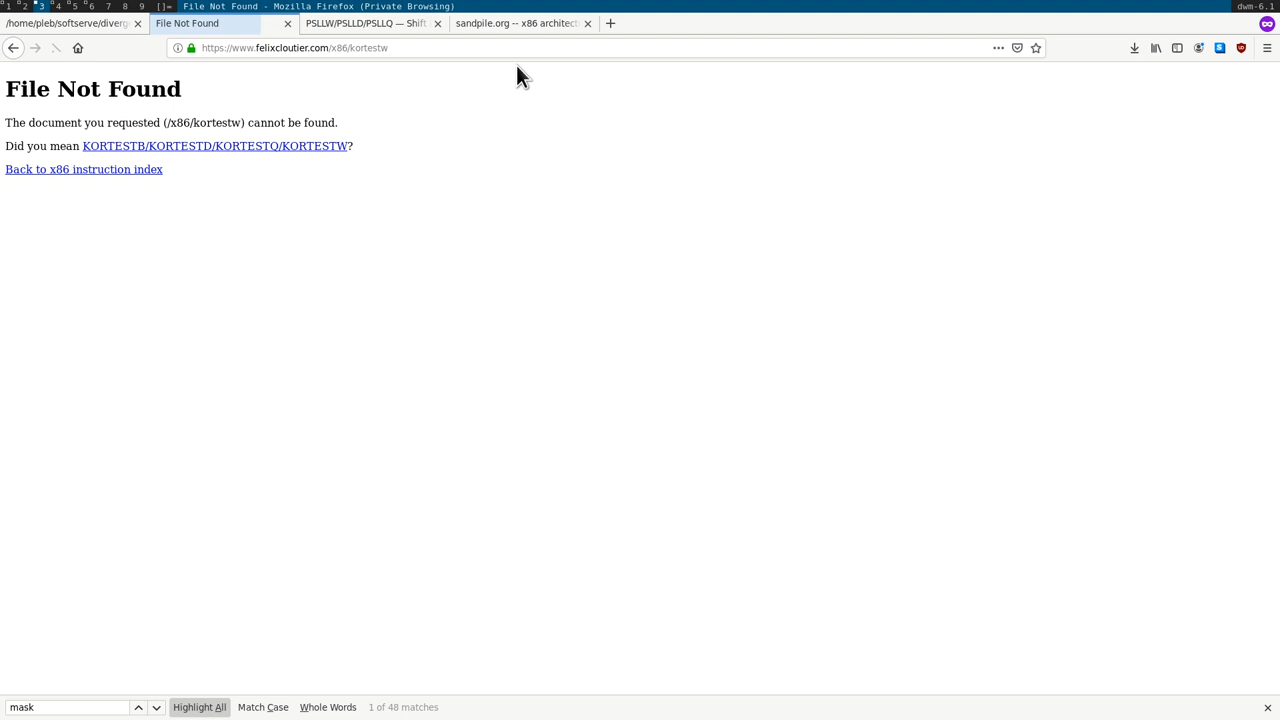 1 2 3 4 5 6 7 8 9 []= File Not Found - Mozilla Firefox (Private Browsing) dwm-6.1
/home/pleb/softserve/diverg File Not Found PSLLW/PSLLD/PSLLQ — Shift sandpile.org -- x86 architect
https://www.felixcloutier.com/x86/kortestw
File Not Found
The document you requested (/x86/kortestw) cannot be found.
Did you mean KORTESTB/KORTESTD/KORTESTQ/KORTESTW?
Back to x86 instruction index
mask Highlight All Match Case Whole Words 1 of 48 matches